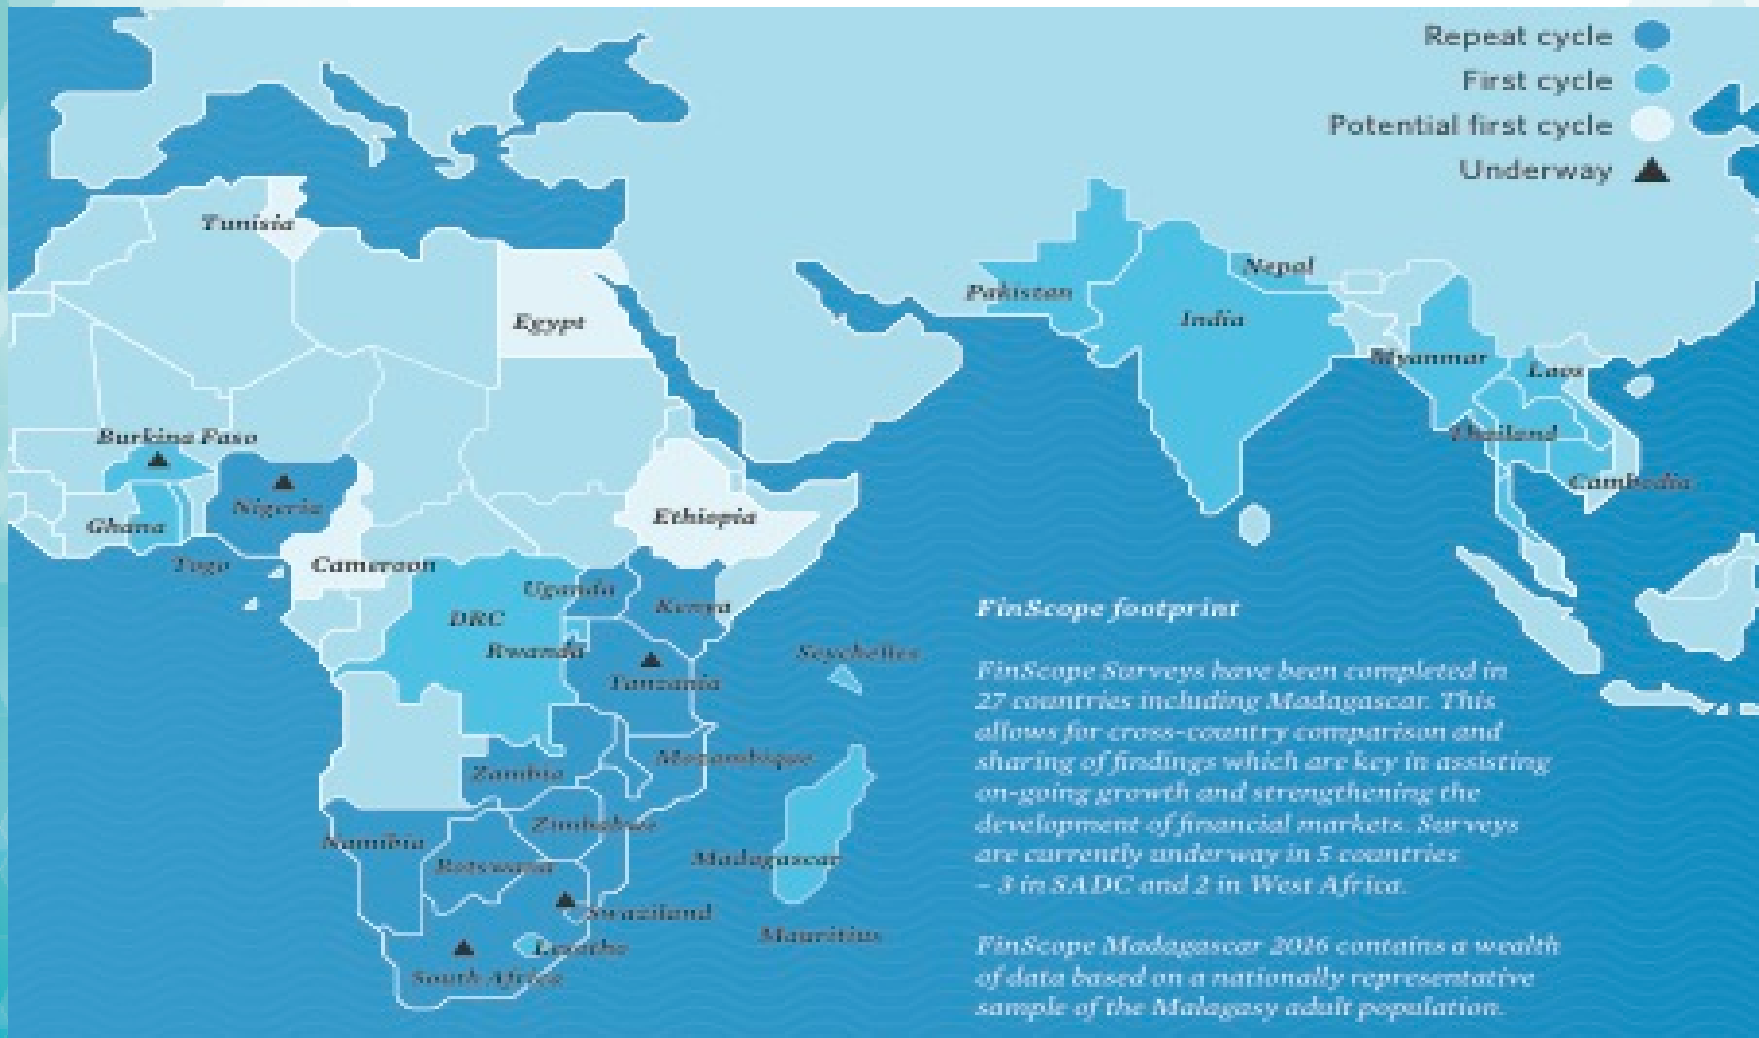 Repeat cycle
First cycle
Potential first cycle
Underway
Tunisia
Egypt
Pakistan
Nepal
India
Myanmar
Laos
Thailand
Cambodia
Burkina Faso
Nigeria
Ghana
Togo
Cameroon
Ethiopia
Uganda
Kenya
DRC
Rwanda
Tanzania
Seychelles
Zambia
Mozambique
Namibia
Zimbabwe
Botswana
Madagascar
Swaziland
Mauritius
Lesotho
South Africa
FinScope footprint
FinScope Surveys have been completed in
27 countries including Madagascar. This
allows for cross-country comparison and
sharing of findings which are key in assisting
on-going growth and strengthening the
development of financial markets. Surveys
are currently underway in 5 countries
– 3 in SADC and 2 in West Africa.
FinScope Madagascar 2016 contains a wealth
of data based on a nationally representative
sample of the Malagasy adult population.